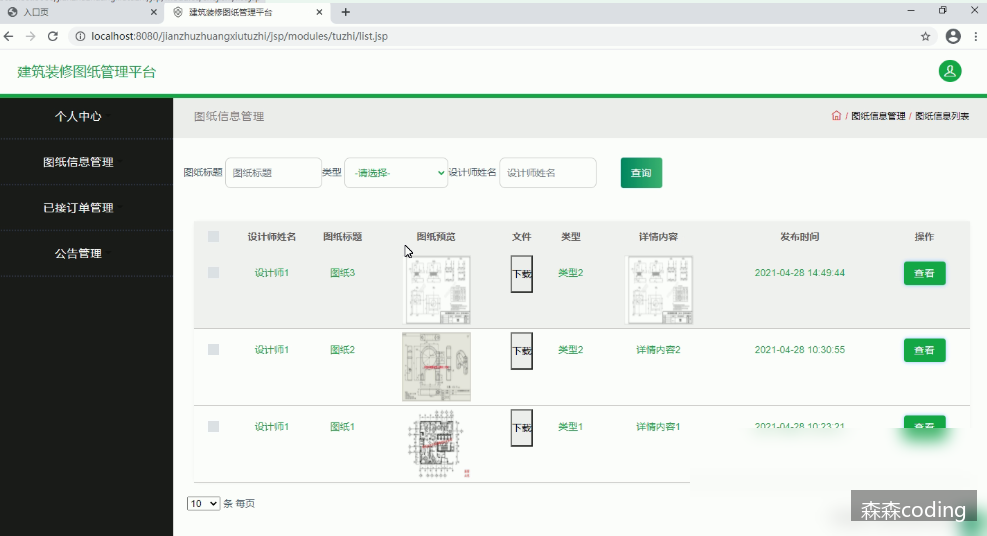 入口页
建筑装修图纸管理平台
localhost:8080/jianzhuzhuangxiutuzhi/jsp/modules/tuzhi/list.jsp
建筑装修图纸管理平台
个人中心
图纸信息管理
已接订单管理
公告管理
图纸信息管理
/ 图纸信息管理 / 图纸信息列表
图纸标题 图纸标题 类型 -请选择- 设计师姓名 设计师姓名 查询
设计师姓名 图纸标题 图纸预览 文件 类型 详情内容 发布时间 操作
设计师1 图纸3 下载 类型2 2021-04-28 14:49:44 查看
设计师1 图纸2 下载 类型2 详情内容2 2021-04-28 10:30:55 查看
设计师1 图纸1 下载 类型1 详情内容1 2021-04-28 10:23:21 查看
10 条 每页
森森coding